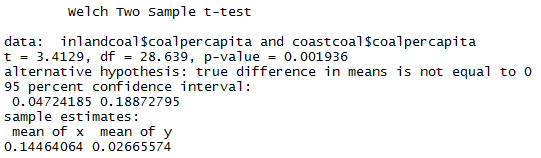 Welch Two Sample t-test
data:  inlandcoal$coalpercapita and coastcoal$coalpercapita
t = 3.4129, df = 28.639, p-value = 0.001936
alternative hypothesis: true difference in means is not equal to 0
95 percent confidence interval:
0.04724185 0.18872795
sample estimates:
mean of x  mean of y
0.14464064 0.02665574